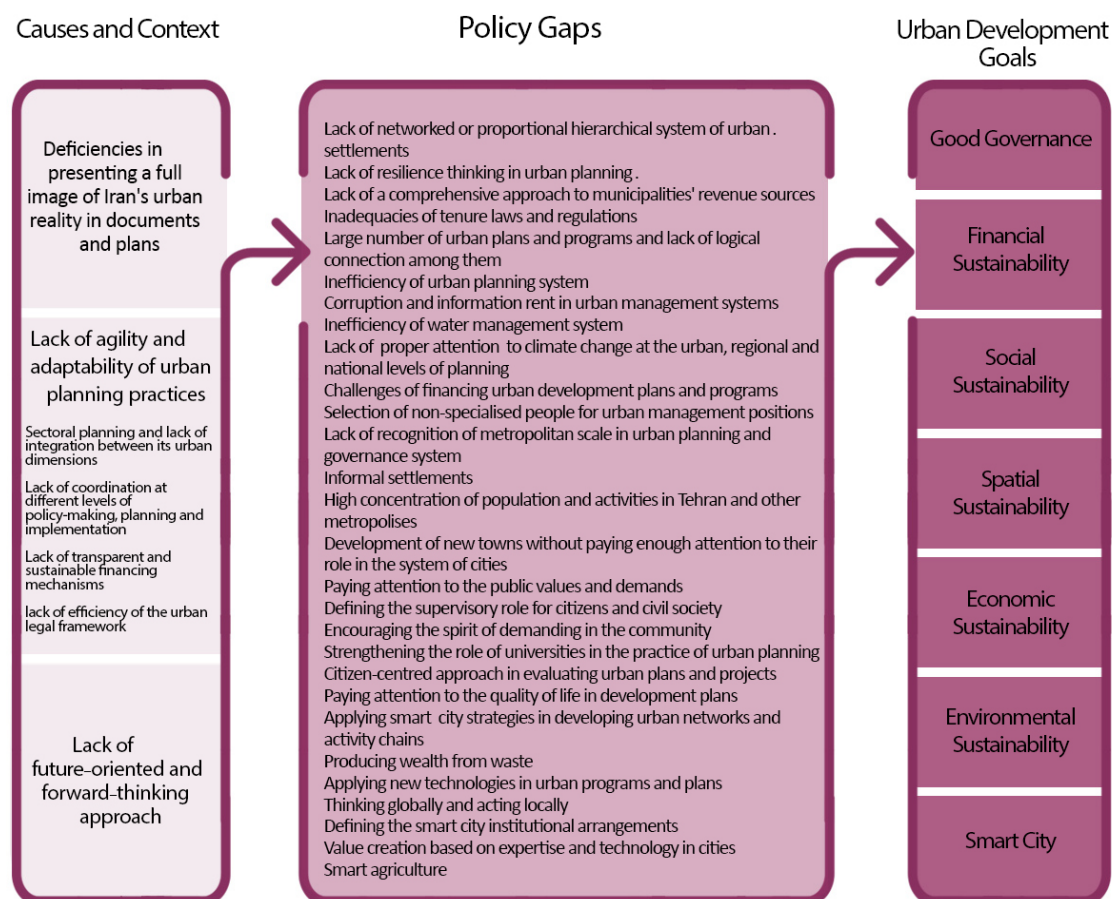 Causes and Context
Policy Gaps
Urban Development
Goals
Deficiencies in
presenting a full
image of Iran's urban
reality in documents
and plans
Lack of agility and
adaptability of urban
planning practices
Sectoral planning and lack of
integration between its urban
dimensions
Lack of coordination at
different levels of
policy-making, planning and
implementation
Lack of transparent and
sustainable financing
mechanisms
lack of efficiency of the urban
legal framework
Lack of
future-oriented and
forward-thinking
approach
Lack of networked or proportional hierarchical system of urban .
settlements
Lack of resilience thinking in urban planning .
Lack of a comprehensive approach to municipalities' revenue sources
Inadequacies of tenure laws and regulations
Large number of urban plans and programs and lack of logical
connection among them
Inefficiency of urban planning system
Corruption and information rent in urban management systems
Inefficiency of water management system
Lack of proper attention to climate change at the urban, regional and
national levels of planning
Challenges of financing urban development plans and programs
Selection of non-specialised people for urban management positions
Lack of recognition of metropolitan scale in urban planning and
governance system
Informal settlements
High concentration of population and activities in Tehran and other
metropolises
Development of new towns without paying enough attention to their
role in the system of cities
Paying attention to the public values and demands
Defining the supervisory role for citizens and civil society
Encouraging the spirit of demanding in the community
Strengthening the role of universities in the practice of urban planning
Citizen-centred approach in evaluating urban plans and projects
Paying attention to the quality of life in development plans
Applying smart city strategies in developing urban networks and
activity chains
Producing wealth from waste
Applying new technologies in urban programs and plans
Thinking globally and acting locally
Defining the smart city institutional arrangements
Value creation based on expertise and technology in cities
Smart agriculture
Good Governance
Financial
Sustainability
Social
Sustainability
Spatial
Sustainability
Economic
Sustainability
Environmental
Sustainability
Smart City